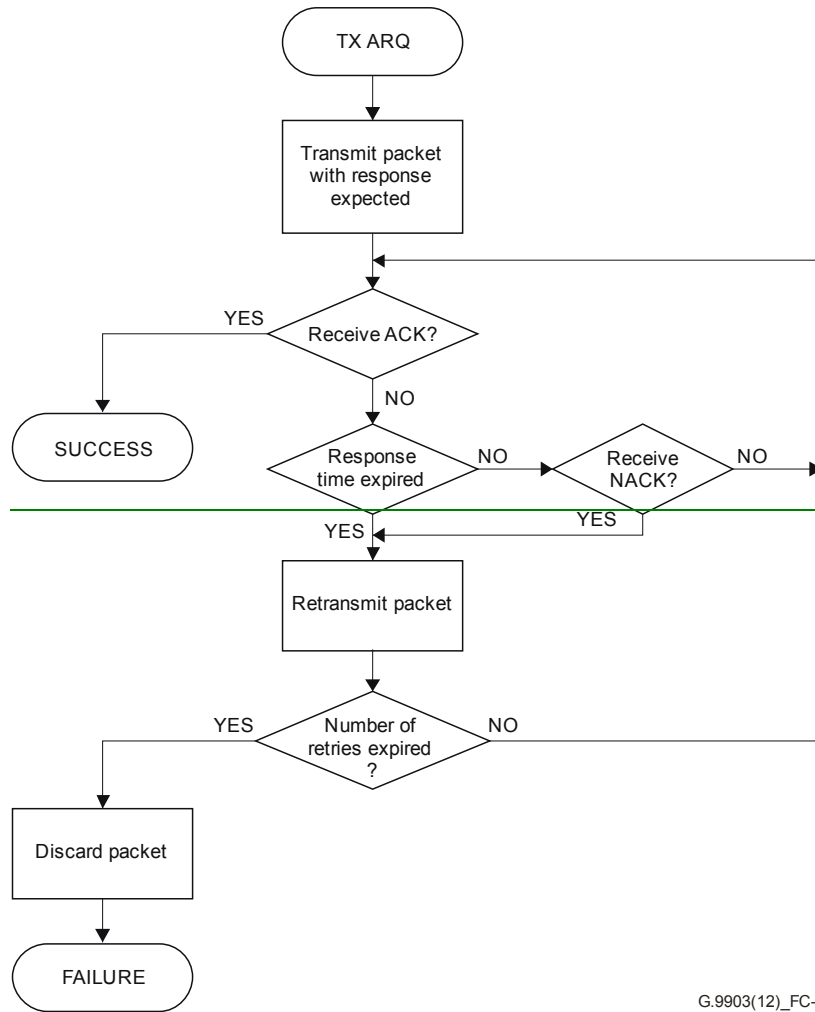 TX ARQ
Transmit packet
with response
expected
YES
Receive ACK?
NO
SUCCESS
Response
time expired
NO
Receive
NACK?
NO
YES
YES
Retransmit packet
YES
Number of
retries expired
?
NO
Discard packet
FAILURE
G.9903(12)_FC-